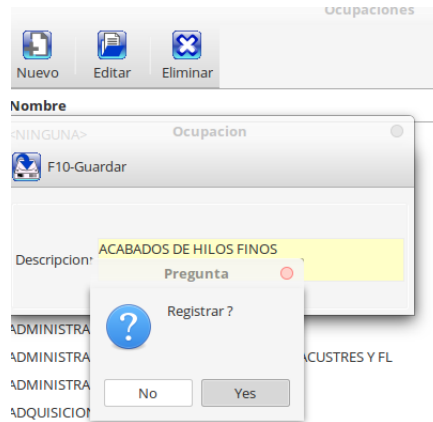 Ocupaciones
Nuevo Editar Eliminar
Nombre
<NINGUNA> Ocupacion
F10-Guardar
Descripcion:
ACABADOS DE HILOS FINOS
Pregunta
Registrar ?
No Yes
ADMINISTRA
ADMINISTRA ACUSTRES Y FL
ADMINISTRA
ADQUISICION